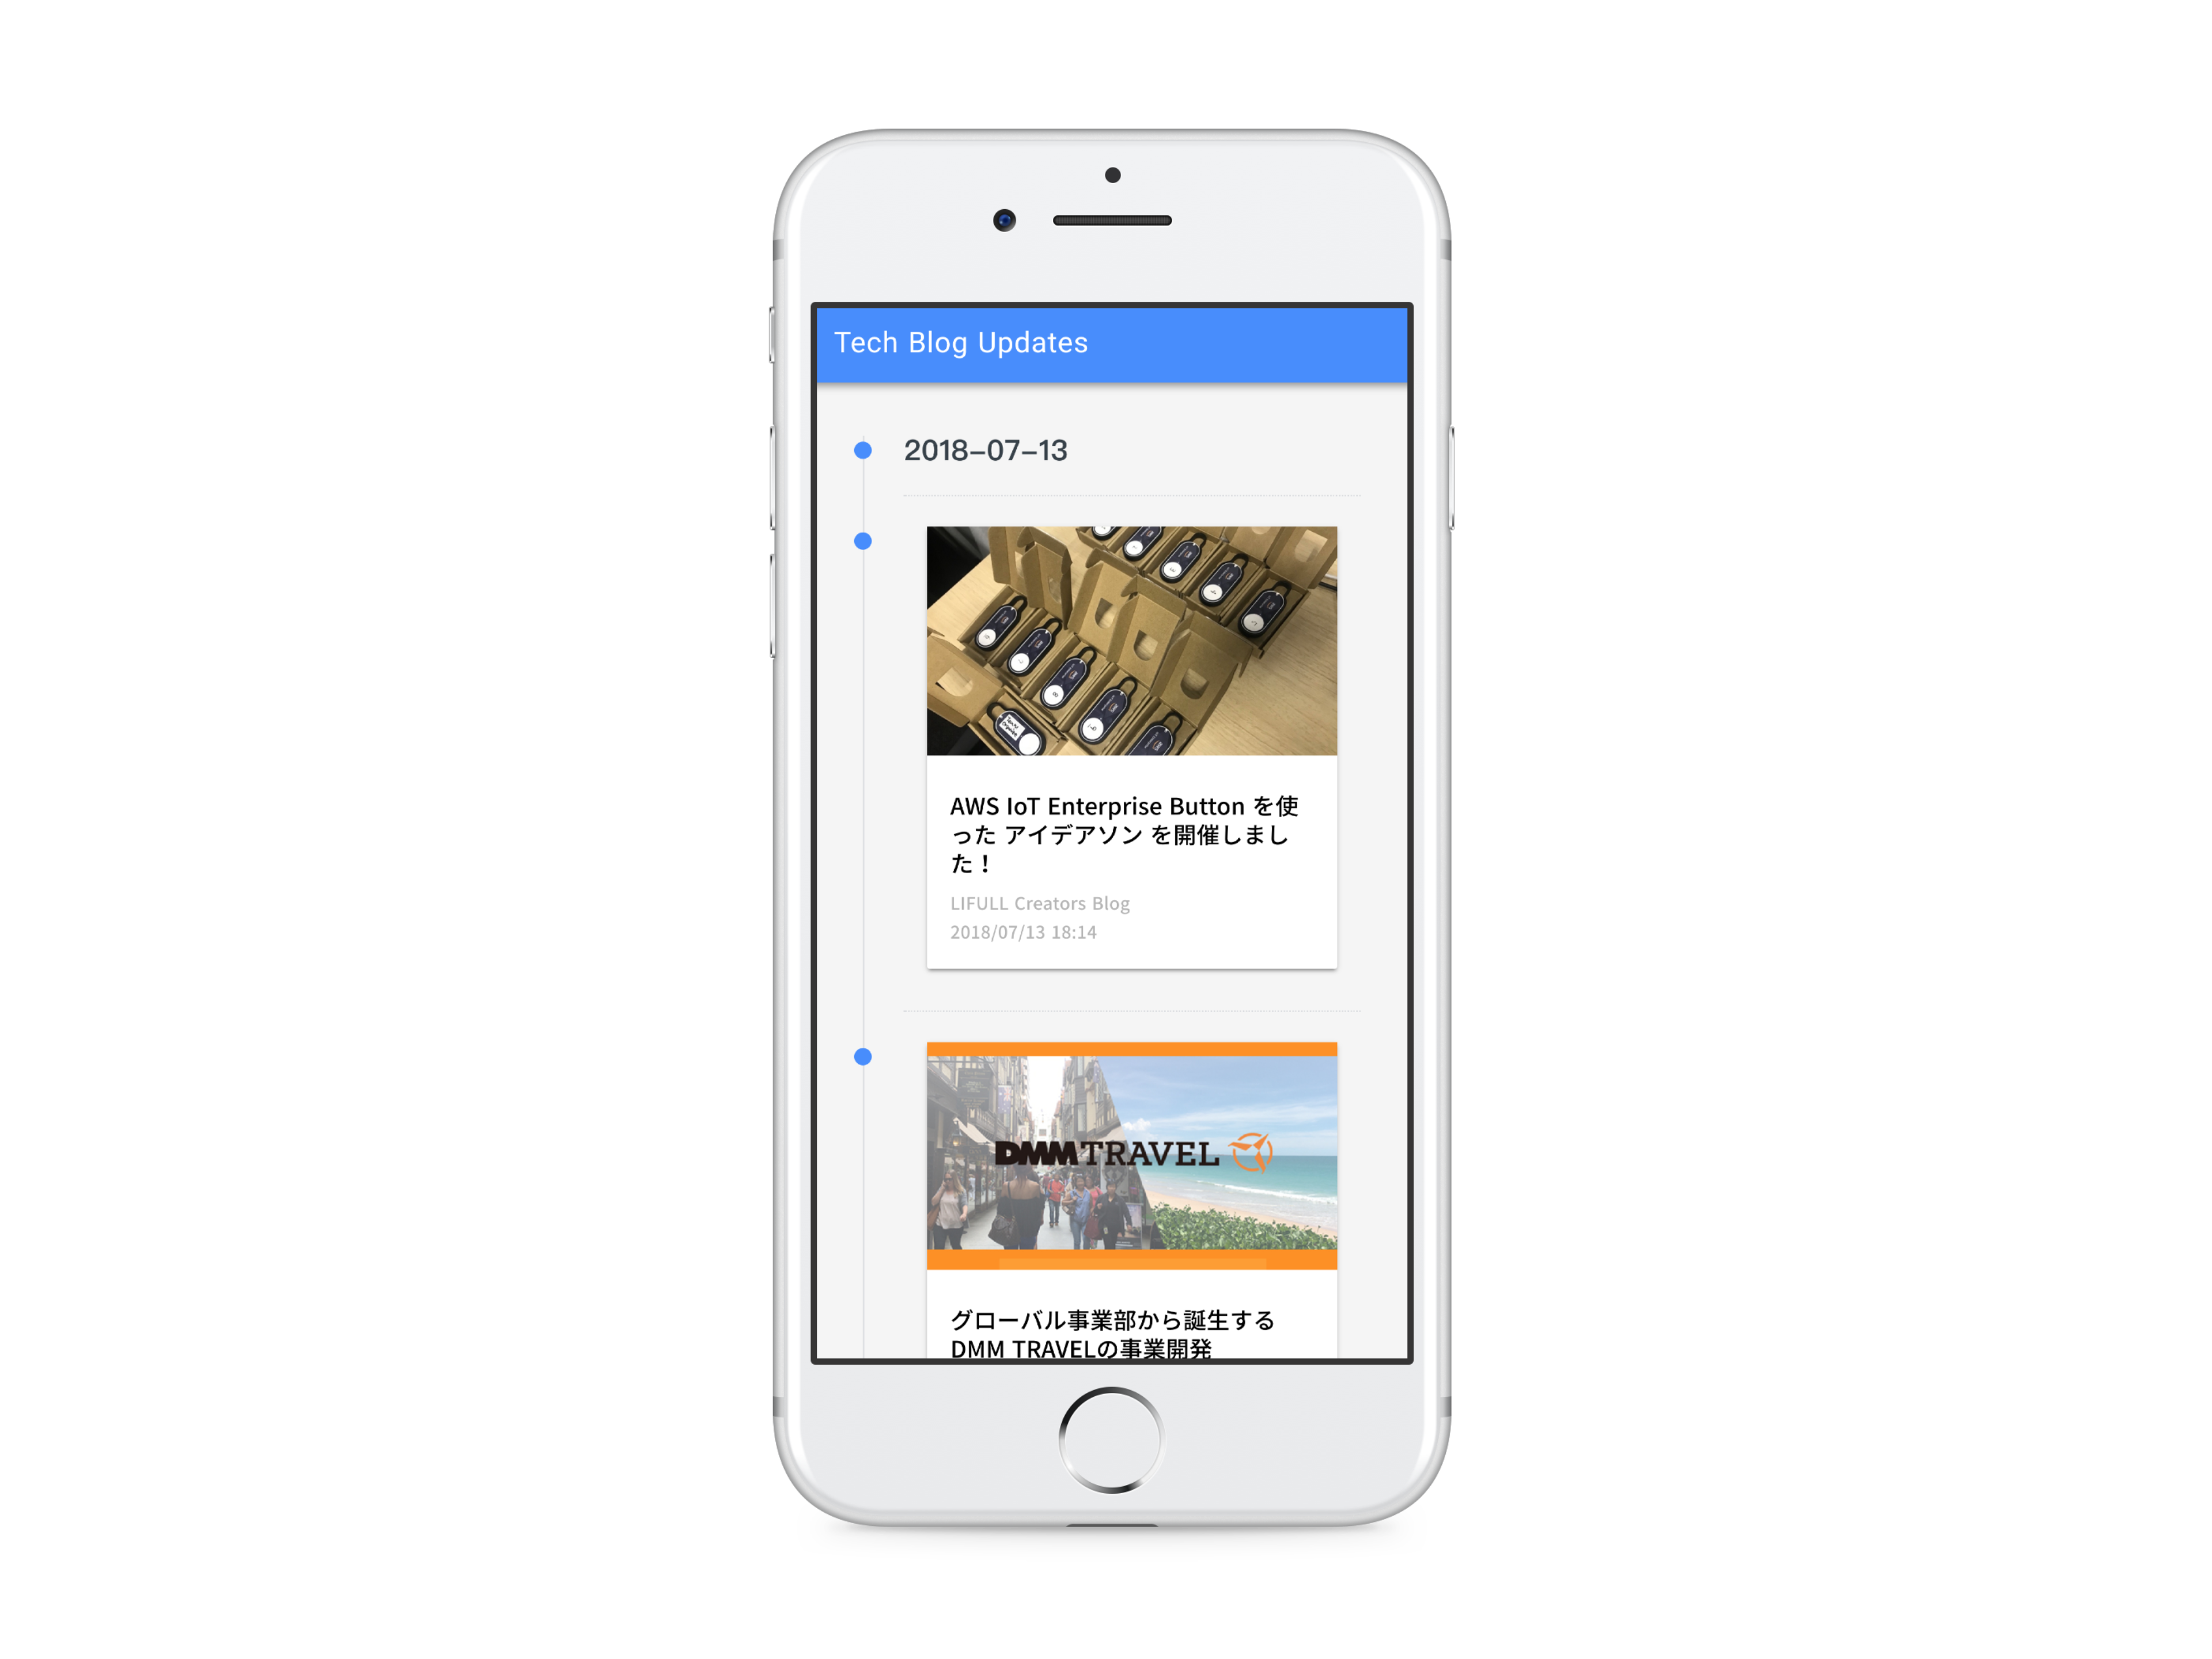 Tech Blog Updates
2018-07-13
AWS IoT Enterprise Button を使
った アイデアソン を開催しまし
た！
LIFULL Creators Blog
2018/07/13 18:14
DMM TRAVEL
グローバル事業部から誕生する
DMM TRAVELの事業開発